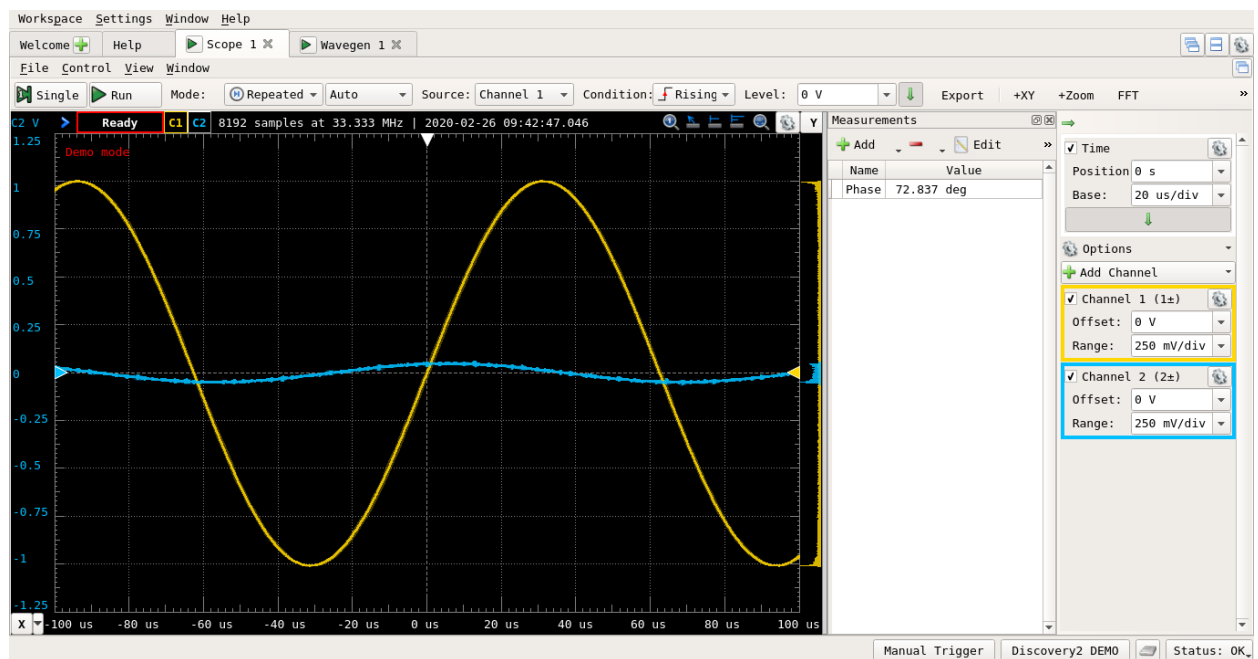 Workspace Settings Window Help
Welcome Help Scope 1 Wavegen 1
File Control View Window
Single Run Mode: Repeated Auto Source: Channel 1 Condition: Rising Level: 0 V Export +XY +Zoom FFT »
C2 V Ready C1 C2 8192 samples at 33.333 MHz | 2020-02-26 09:42:47.046 Y
Demo mode
1.25
1
0.75
0.5
0.25
0
-0.25
-0.5
-0.75
-1
-1.25
X -100 us -80 us -60 us -40 us -20 us 0 us 20 us 40 us 60 us 80 us 100 us
Measurements
Add Edit »
Name Value
Phase 72.837 deg
Time
Position 0 s
Base: 20 us/div
Options
Add Channel
Channel 1 (1±)
Offset: 0 V
Range: 250 mV/div
Channel 2 (2±)
Offset: 0 V
Range: 250 mV/div
Manual Trigger Discovery2 DEMO Status: OK